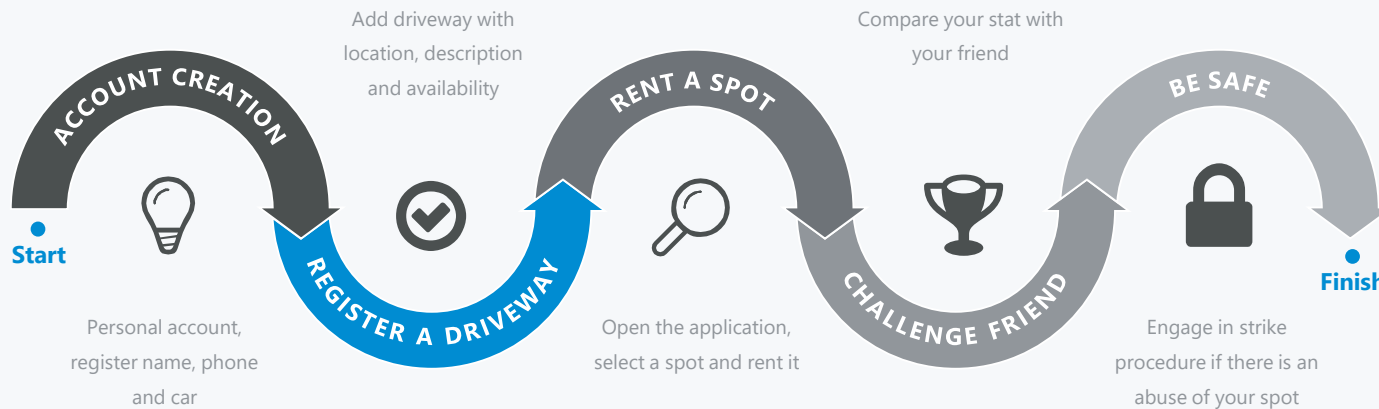 Start
ACCOUNT CREATION
Personal account,
register name, phone
and car
REGISTER A DRIVEWAY
Add driveway with
location, description
and availability
RENT A SPOT
Open the application,
select a spot and rent it
CHALLENGE FRIEND
Compare your stat with
your friend
BE SAFE
Engage in strike
procedure if there is an
abuse of your spot
Finish